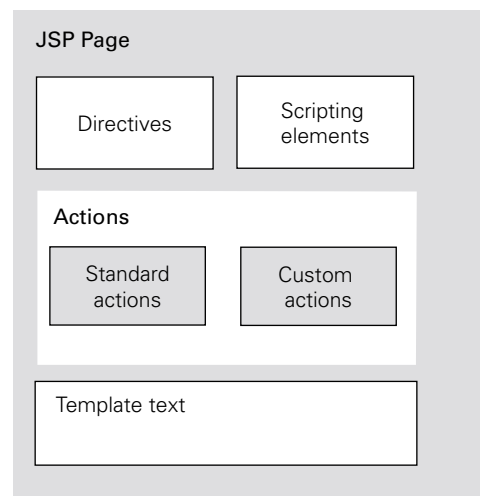 JSP Page
Directives
Scripting
elements
Actions
Standard
actions
Custom
actions
Template text